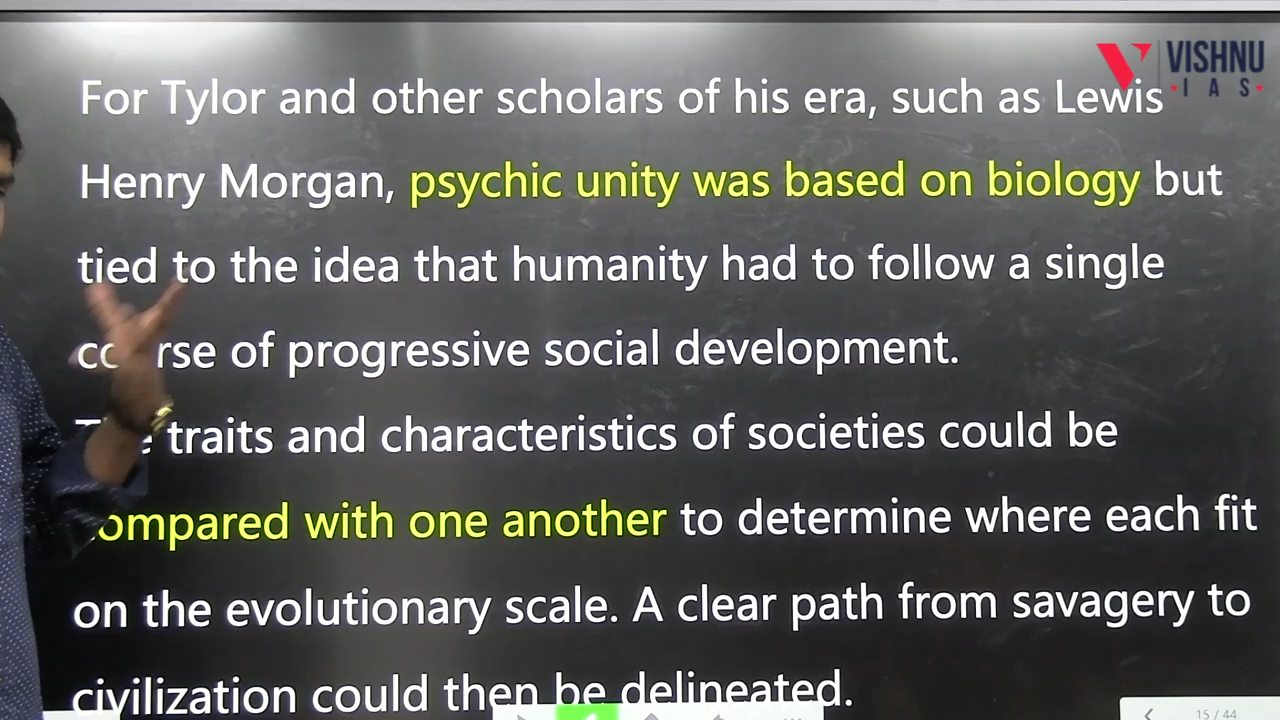 VISHNU
IAS
For Tylor and other scholars of his era, such as Lewis
Henry Morgan, psychic unity was based on biology but
tied to the idea that humanity had to follow a single
course of progressive social development.
The traits and characteristics of societies could be
compared with one another to determine where each fit
on the evolutionary scale. A clear path from savagery to
civilization could then be delineated.
15 / 44